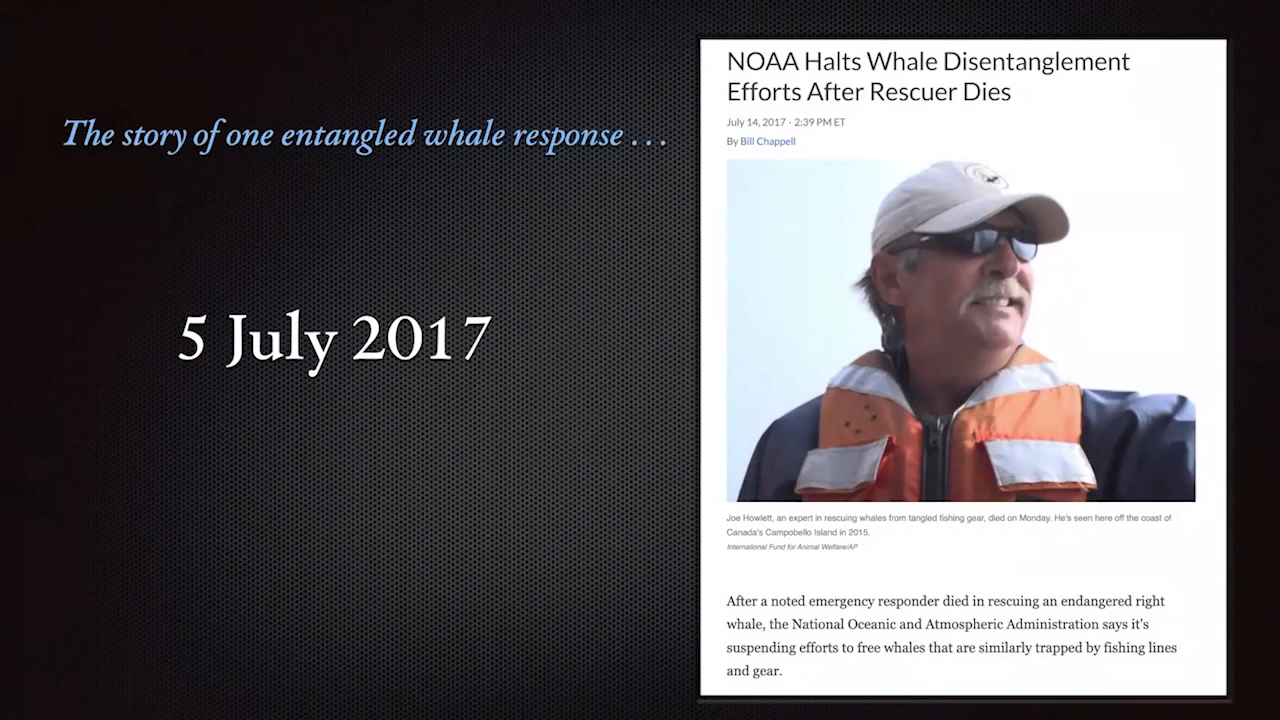 The story of one entangled whale response . . .
5 July 2017
NOAA Halts Whale Disentanglement
Efforts After Rescuer Dies
July 14, 2017 · 2:39 PM ET
By Bill Chappell
Joe Howlett, an expert in rescuing whales from tangled fishing gear, died on Monday. He's seen here off the coast of
Canada's Campobello Island in 2015.
International Fund for Animal Welfare/AP
After a noted emergency responder died in rescuing an endangered right
whale, the National Oceanic and Atmospheric Administration says it's
suspending efforts to free whales that are similarly trapped by fishing lines
and gear.